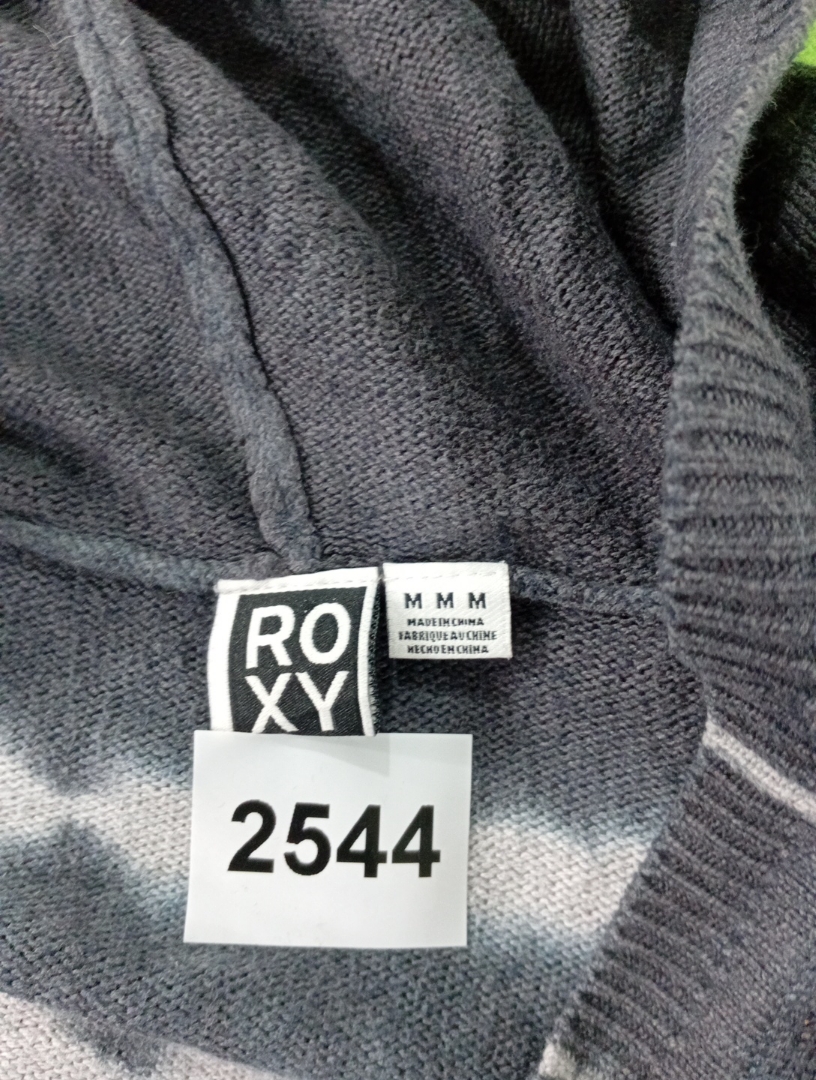 RO
XY
M M M
MADE IN CHINA
FABRIQUE AU CHINE
HECHO EN CHINA
2544